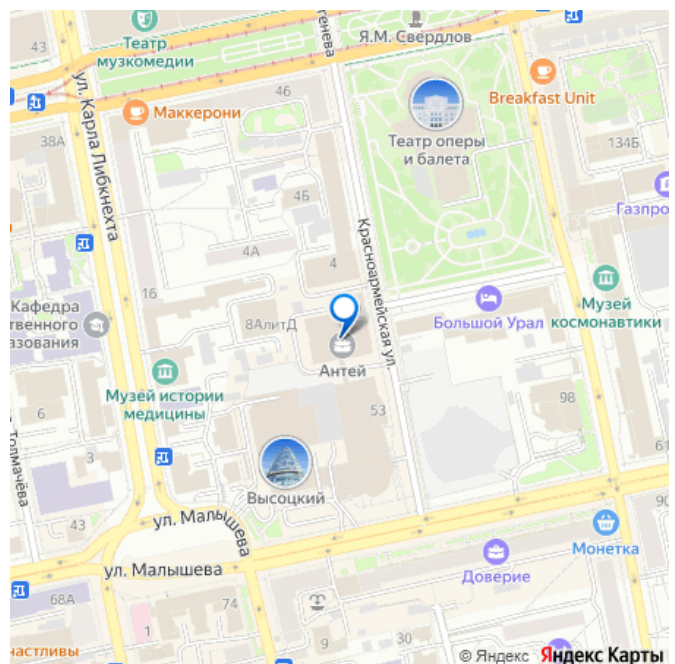 43
Театр
музкомедии
генева
Я.М. Свердлов
46
Маккерони
Breakfast Unit
38А
Театр оперы
и балета
134Б
ул. Карла Либкнехта
4Б
Газпро
Красноармейская ул.
4А
4
16
Кафедра
ственного
азования
8АлитД
Большой Урал
Музей
космонавтики
Антей
Музей истории
медицины
6
53
98
3
Толмачёва
61
Высоцкий
43
ул. Малышева
90
Монетка
ул. Малышева
Доверие
68А
74
1
9
30
частливы
© Яндекс Яндекс Карты